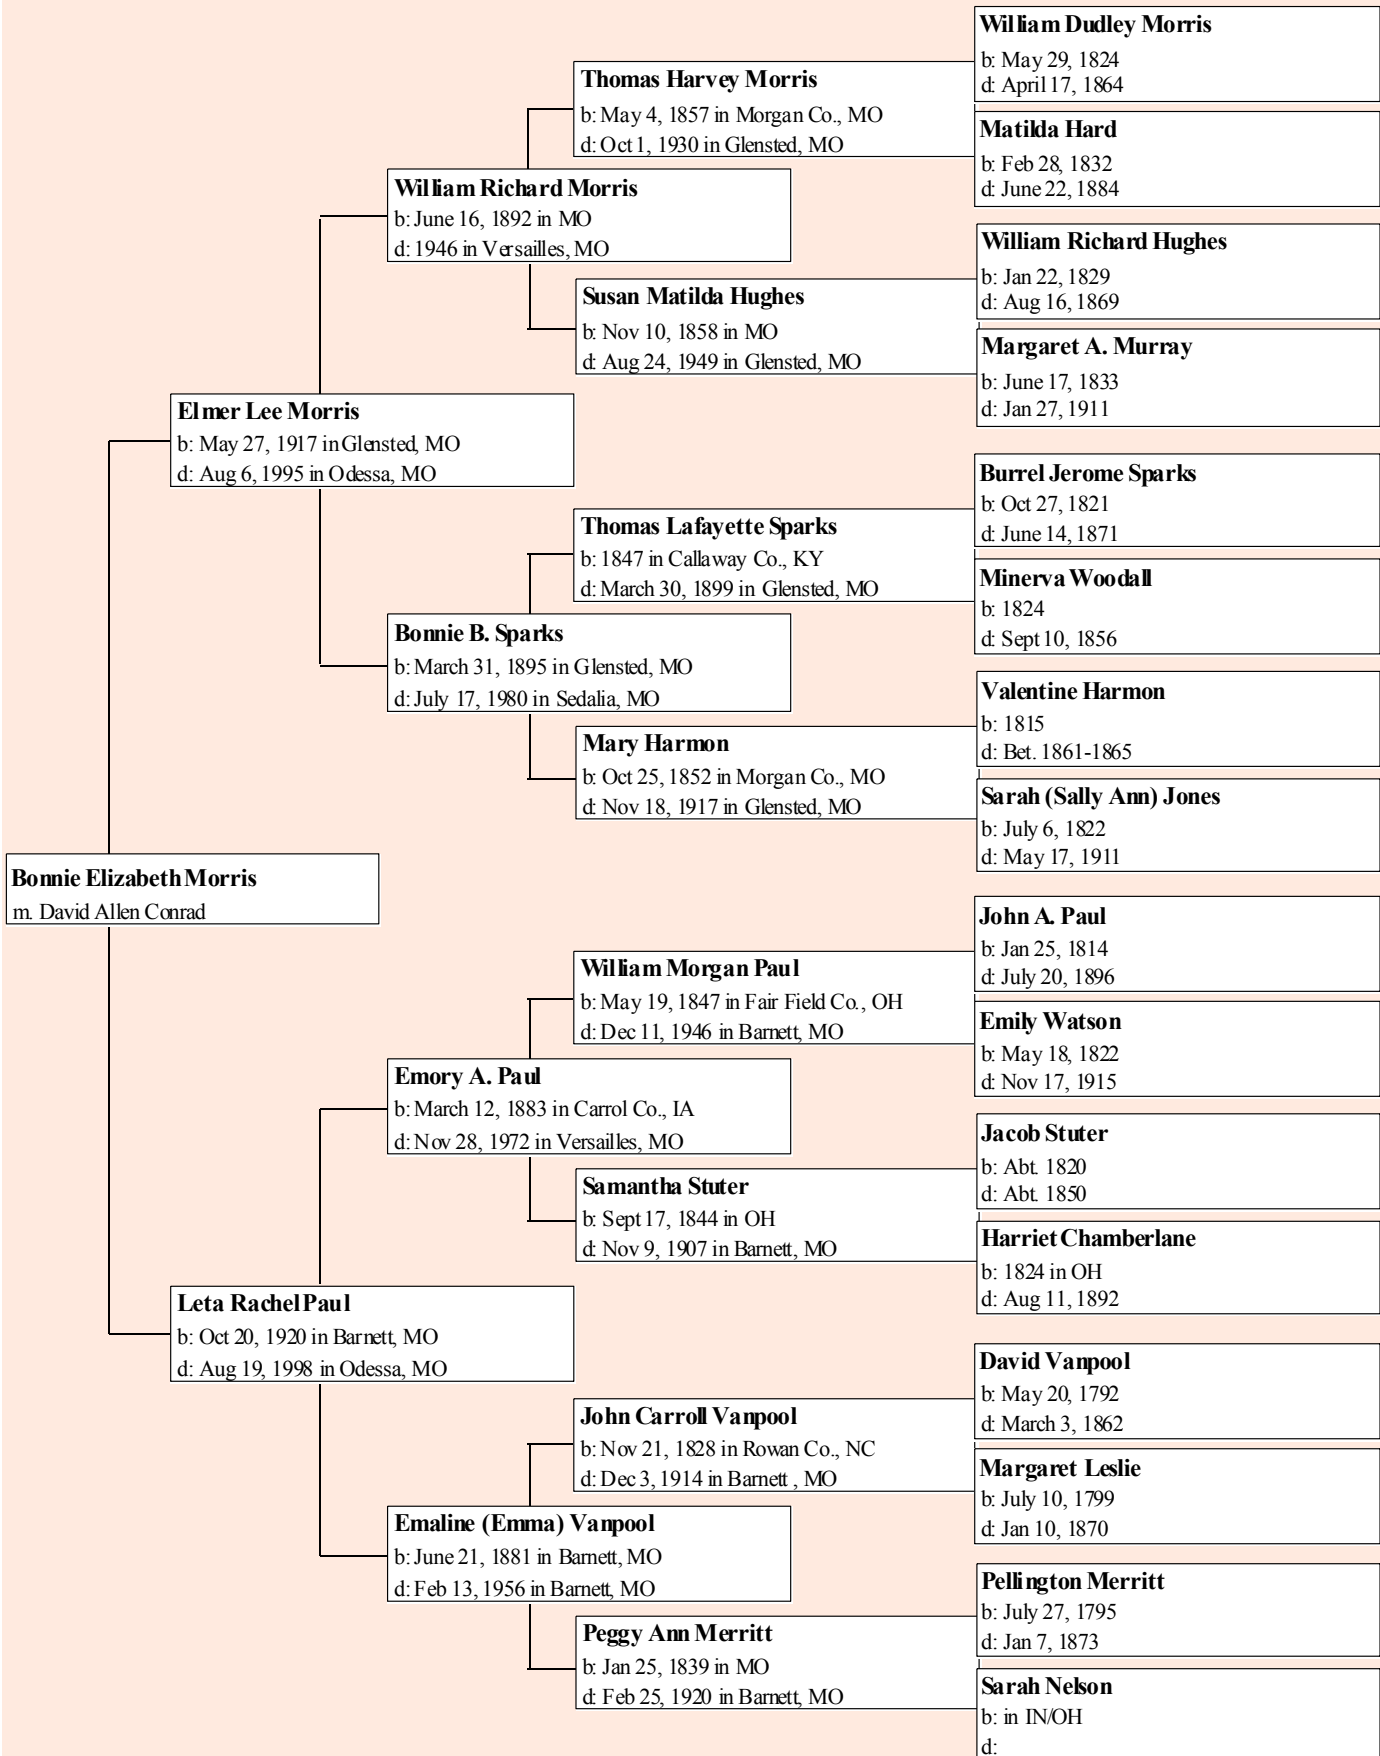 William Dudley Morris
b: May 29, 1824
d: April 17, 1864
Thomas Harvey Morris
b: May 4, 1857 in Morgan Co., MO
d: Oct 1, 1930 in Glensted, MO
Matilda Hard
b: Feb 28, 1832
d: June 22, 1884
William Richard Morris
b: June 16, 1892 in MO
d: 1946 in Versailles, MO
William Richard Hughes
b: Jan 22, 1829
d: Aug 16, 1869
Susan Matilda Hughes
b: Nov 10, 1858 in MO
d: Aug 24, 1949 in Glensted, MO
Margaret A. Murray
b: June 17, 1833
d: Jan 27, 1911
Elmer Lee Morris
b: May 27, 1917 in Glensted, MO
d: Aug 6, 1995 in Odessa, MO
Burrel Jerome Sparks
b: Oct 27, 1821
d: June 14, 1871
Thomas Lafayette Sparks
b: 1847 in Callaway Co., KY
d: March 30, 1899 in Glensted, MO
Minerva Woodall
b: 1824
d: Sept 10, 1856
Bonnie B. Sparks
b: March 31, 1895 in Glensted, MO
d: July 17, 1980 in Sedalia, MO
Valentine Harmon
b: 1815
d: Bet. 1861-1865
Mary Harmon
b: Oct 25, 1852 in Morgan Co., MO
d: Nov 18, 1917 in Glensted, MO
Sarah (Sally Ann) Jones
b: July 6, 1822
d: May 17, 1911
Bonnie Elizabeth Morris
m. David Allen Conrad
John A. Paul
b: Jan 25, 1814
d: July 20, 1896
William Morgan Paul
b: May 19, 1847 in Fair Field Co., OH
d: Dec 11, 1946 in Barnett, MO
Emily Watson
b: May 18, 1822
d: Nov 17, 1915
Emory A. Paul
b: March 12, 1883 in Carrol Co., IA
d: Nov 28, 1972 in Versailles, MO
Jacob Stuter
b: Abt. 1820
d: Abt. 1850
Samantha Stuter
b: Sept 17, 1844 in OH
d: Nov 9, 1907 in Barnett, MO
Harriet Chamberlane
b: 1824 in OH
d: Aug 11, 1892
Leta Rachel Paul
b: Oct 20, 1920 in Barnett, MO
d: Aug 19, 1998 in Odessa, MO
David Vanpool
b: May 20, 1792
d: March 3, 1862
John Carroll Vanpool
b: Nov 21, 1828 in Rowan Co., NC
d: Dec 3, 1914 in Barnett , MO
Margaret Leslie
b: July 10, 1799
d: Jan 10, 1870
Emaline (Emma) Vanpool
b: June 21, 1881 in Barnett, MO
d: Feb 13, 1956 in Barnett, MO
Pellington Merritt
b: July 27, 1795
d: Jan 7, 1873
Peggy Ann Merritt
b: Jan 25, 1839 in MO
d: Feb 25, 1920 in Barnett, MO
Sarah Nelson
b: in IN/OH
d: